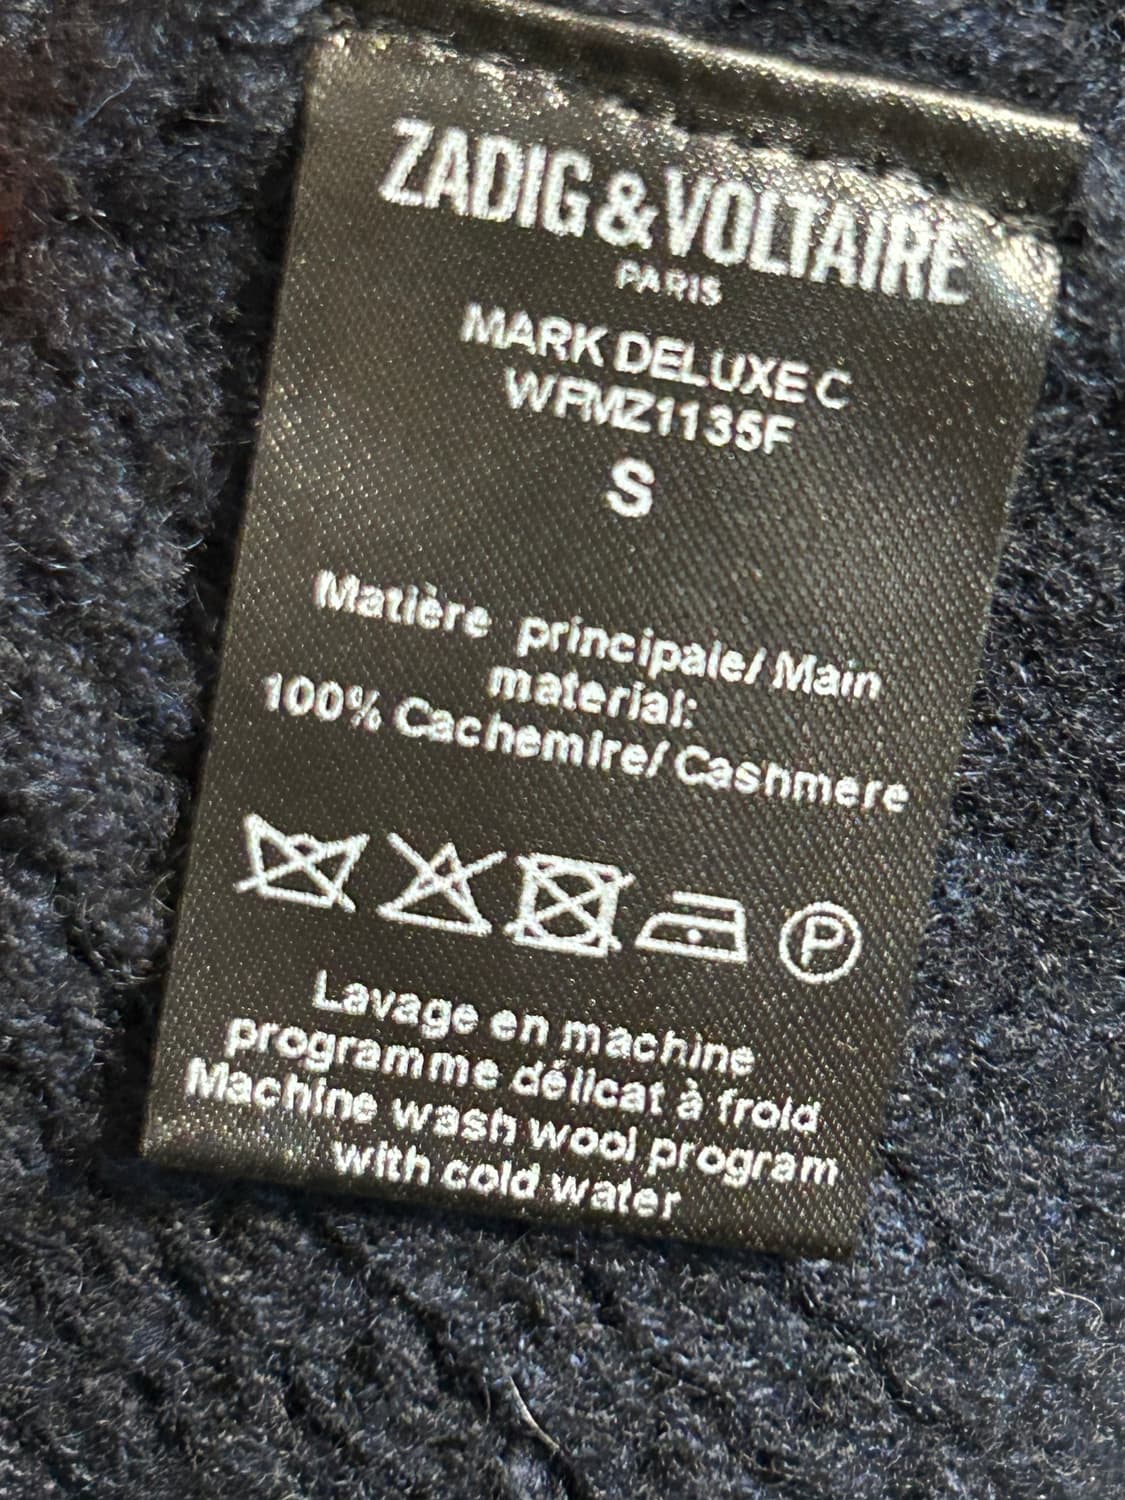 ZADIG&VOLTAIRE
PARIS
MARK DELUXE C
WFMZ1135F
S
Matière principale/ Main
material:
100% Cachemire/ Cashmere
P
Lavage en machine
programme délicat à froid
Machine wash wool program
with cold water